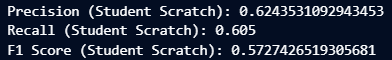 Precision (Student Scratch): 0.6243531092943453
Recall (Student Scratch): 0.605
F1 Score (Student Scratch): 0.5727426519305681